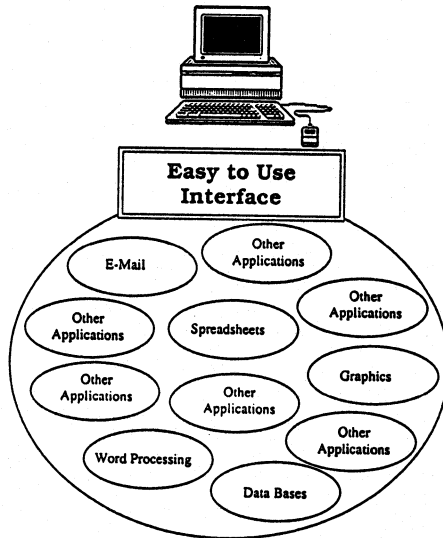 Easy to Use
Interface
E-Mail
Other
Applications
Other
Applications
Other
Applications
Spreadsheets
Other
Applications
Other
Applications
Graphics
Word Processing
Other
Applications
Data Bases